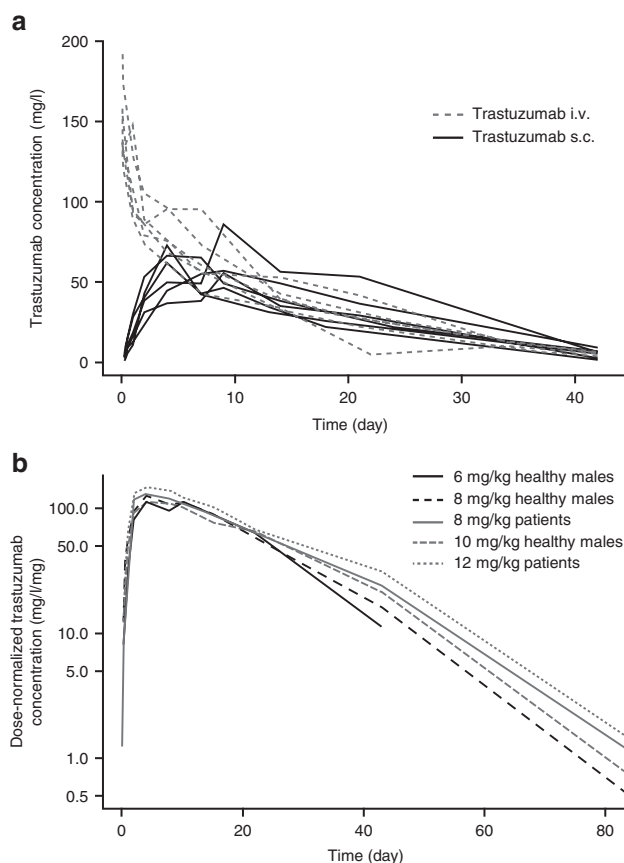 a
200
150
100
50
0
Trastuzumab concentration (mg/l)
Trastuzumab i.v.
Trastuzumab s.c.
0 10 20 30 40
Time (day)
b
100.0
50.0
10.0
5.0
1.0
0.5
Dose-normalized trastuzumab
concentration (mg/l/mg)
6 mg/kg healthy males
8 mg/kg healthy males
8 mg/kg patients
10 mg/kg healthy males
12 mg/kg patients
0 20 40 60 80
Time (day)